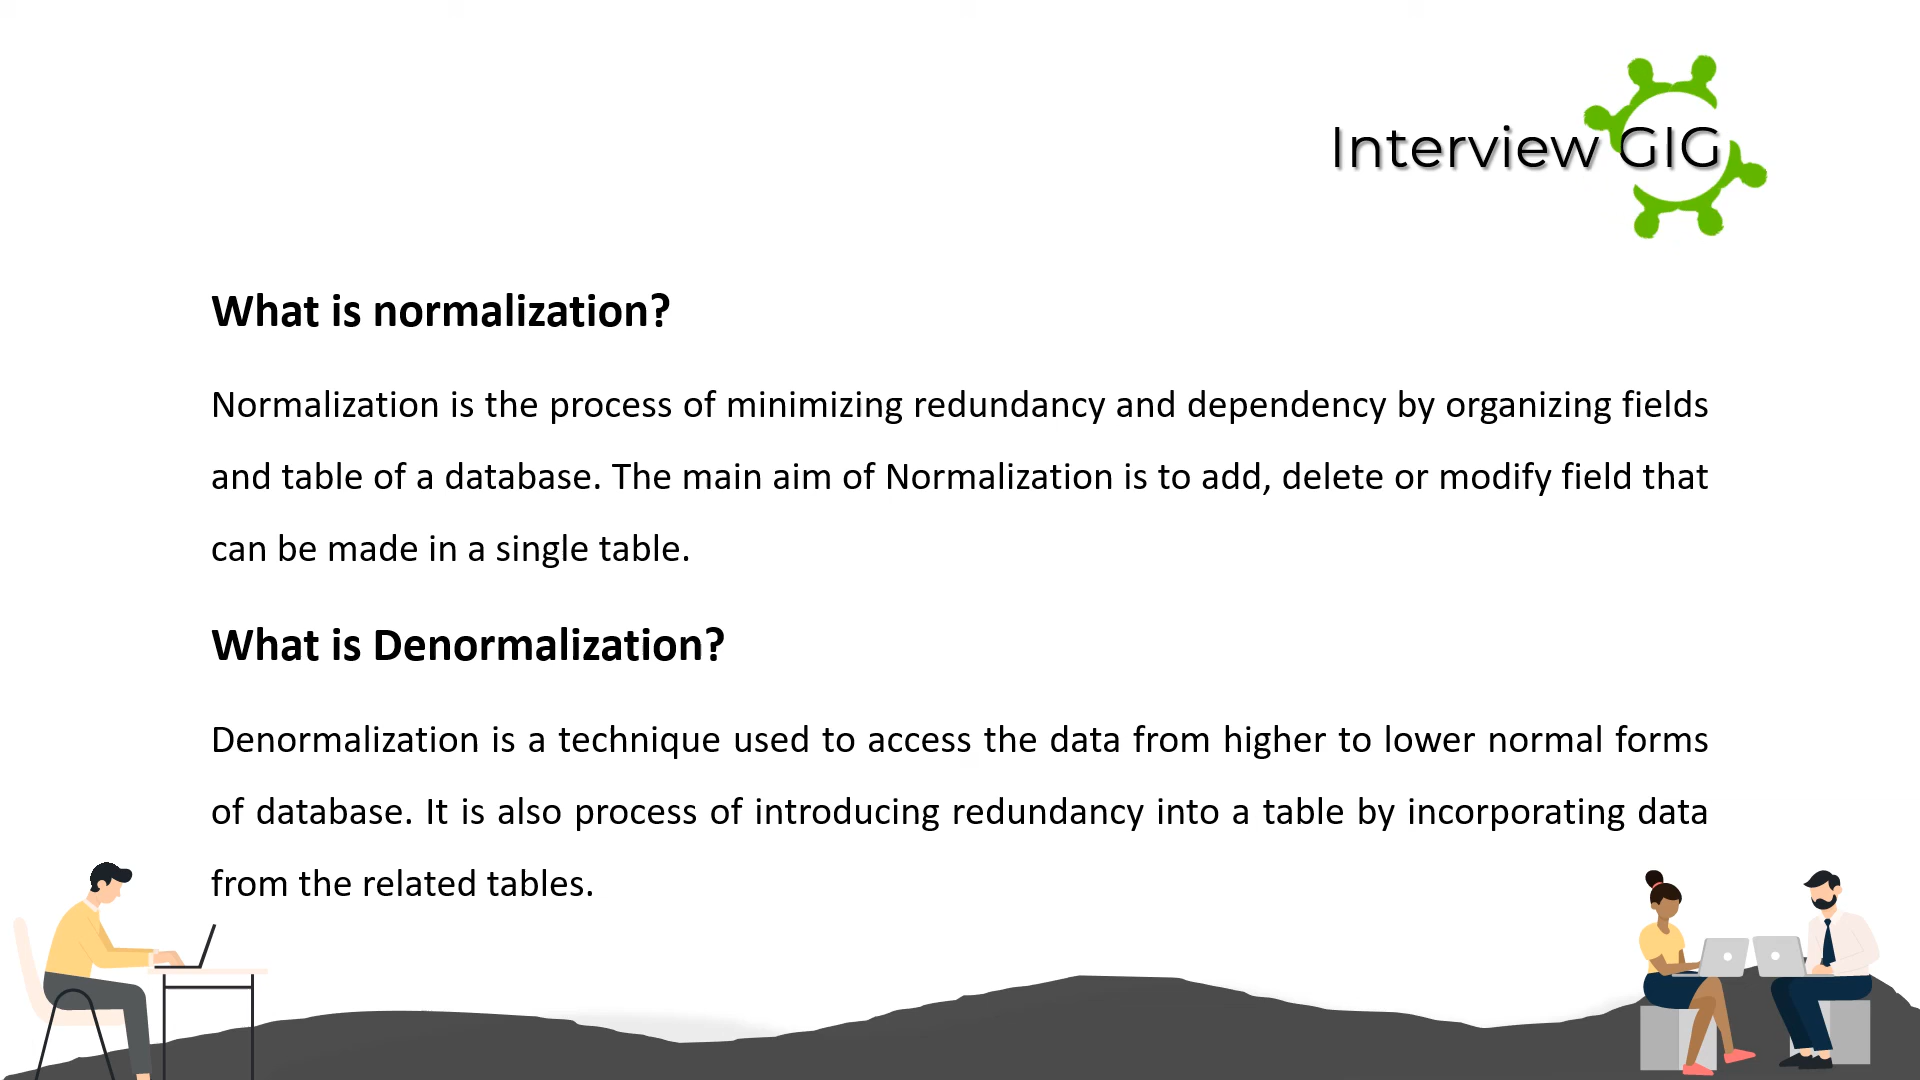 Interview GIG
What is normalization?
Normalization is the process of minimizing redundancy and dependency by organizing fields
and table of a database. The main aim of Normalization is to add, delete or modify field that
can be made in a single table.
What is Denormalization?
Denormalization is a technique used to access the data from higher to lower normal forms
of database. It is also process of introducing redundancy into a table by incorporating data
from the related tables.